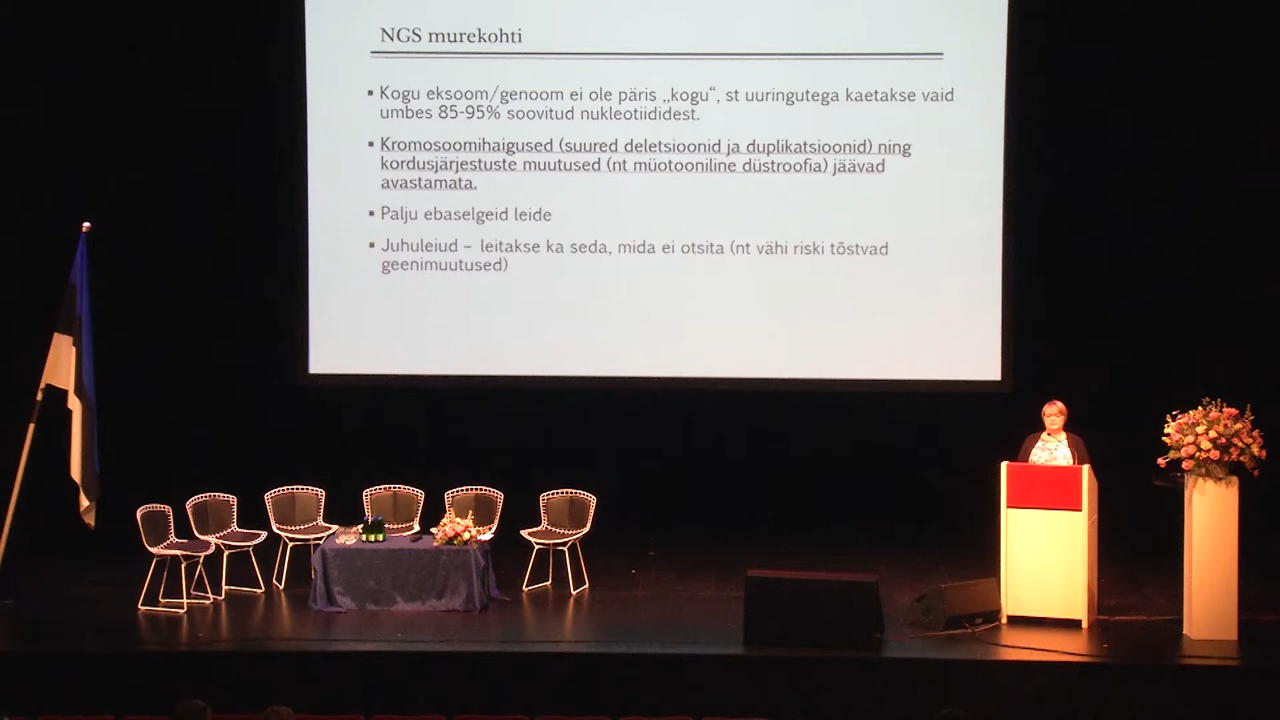 NGS murekohti
▪ Kogu eksoom/genoom ei ole päris „kogu“, st uuringutega kaetakse vaid
umbes 85-95% soovitud nukleotiididest.
▪ Kromosoomihaigused (suured deletsioonid ja duplikatsioonid) ning
kordusjärjestuste muutused (nt müotooniline düstroofia) jäävad
avastamata.
▪ Palju ebaselgeid leide
▪ Juhuleiud – leitakse ka seda, mida ei otsita (nt vähi riski tõstvad
geenimuutused)